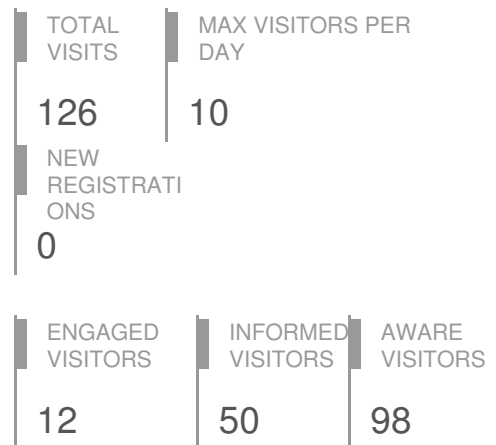 TOTAL
VISITS
126
MAX VISITORS PER
DAY
10
NEW
REGISTRATI
ONS
0
ENGAGED
VISITORS
12
INFORMED
VISITORS
50
AWARE
VISITORS
98